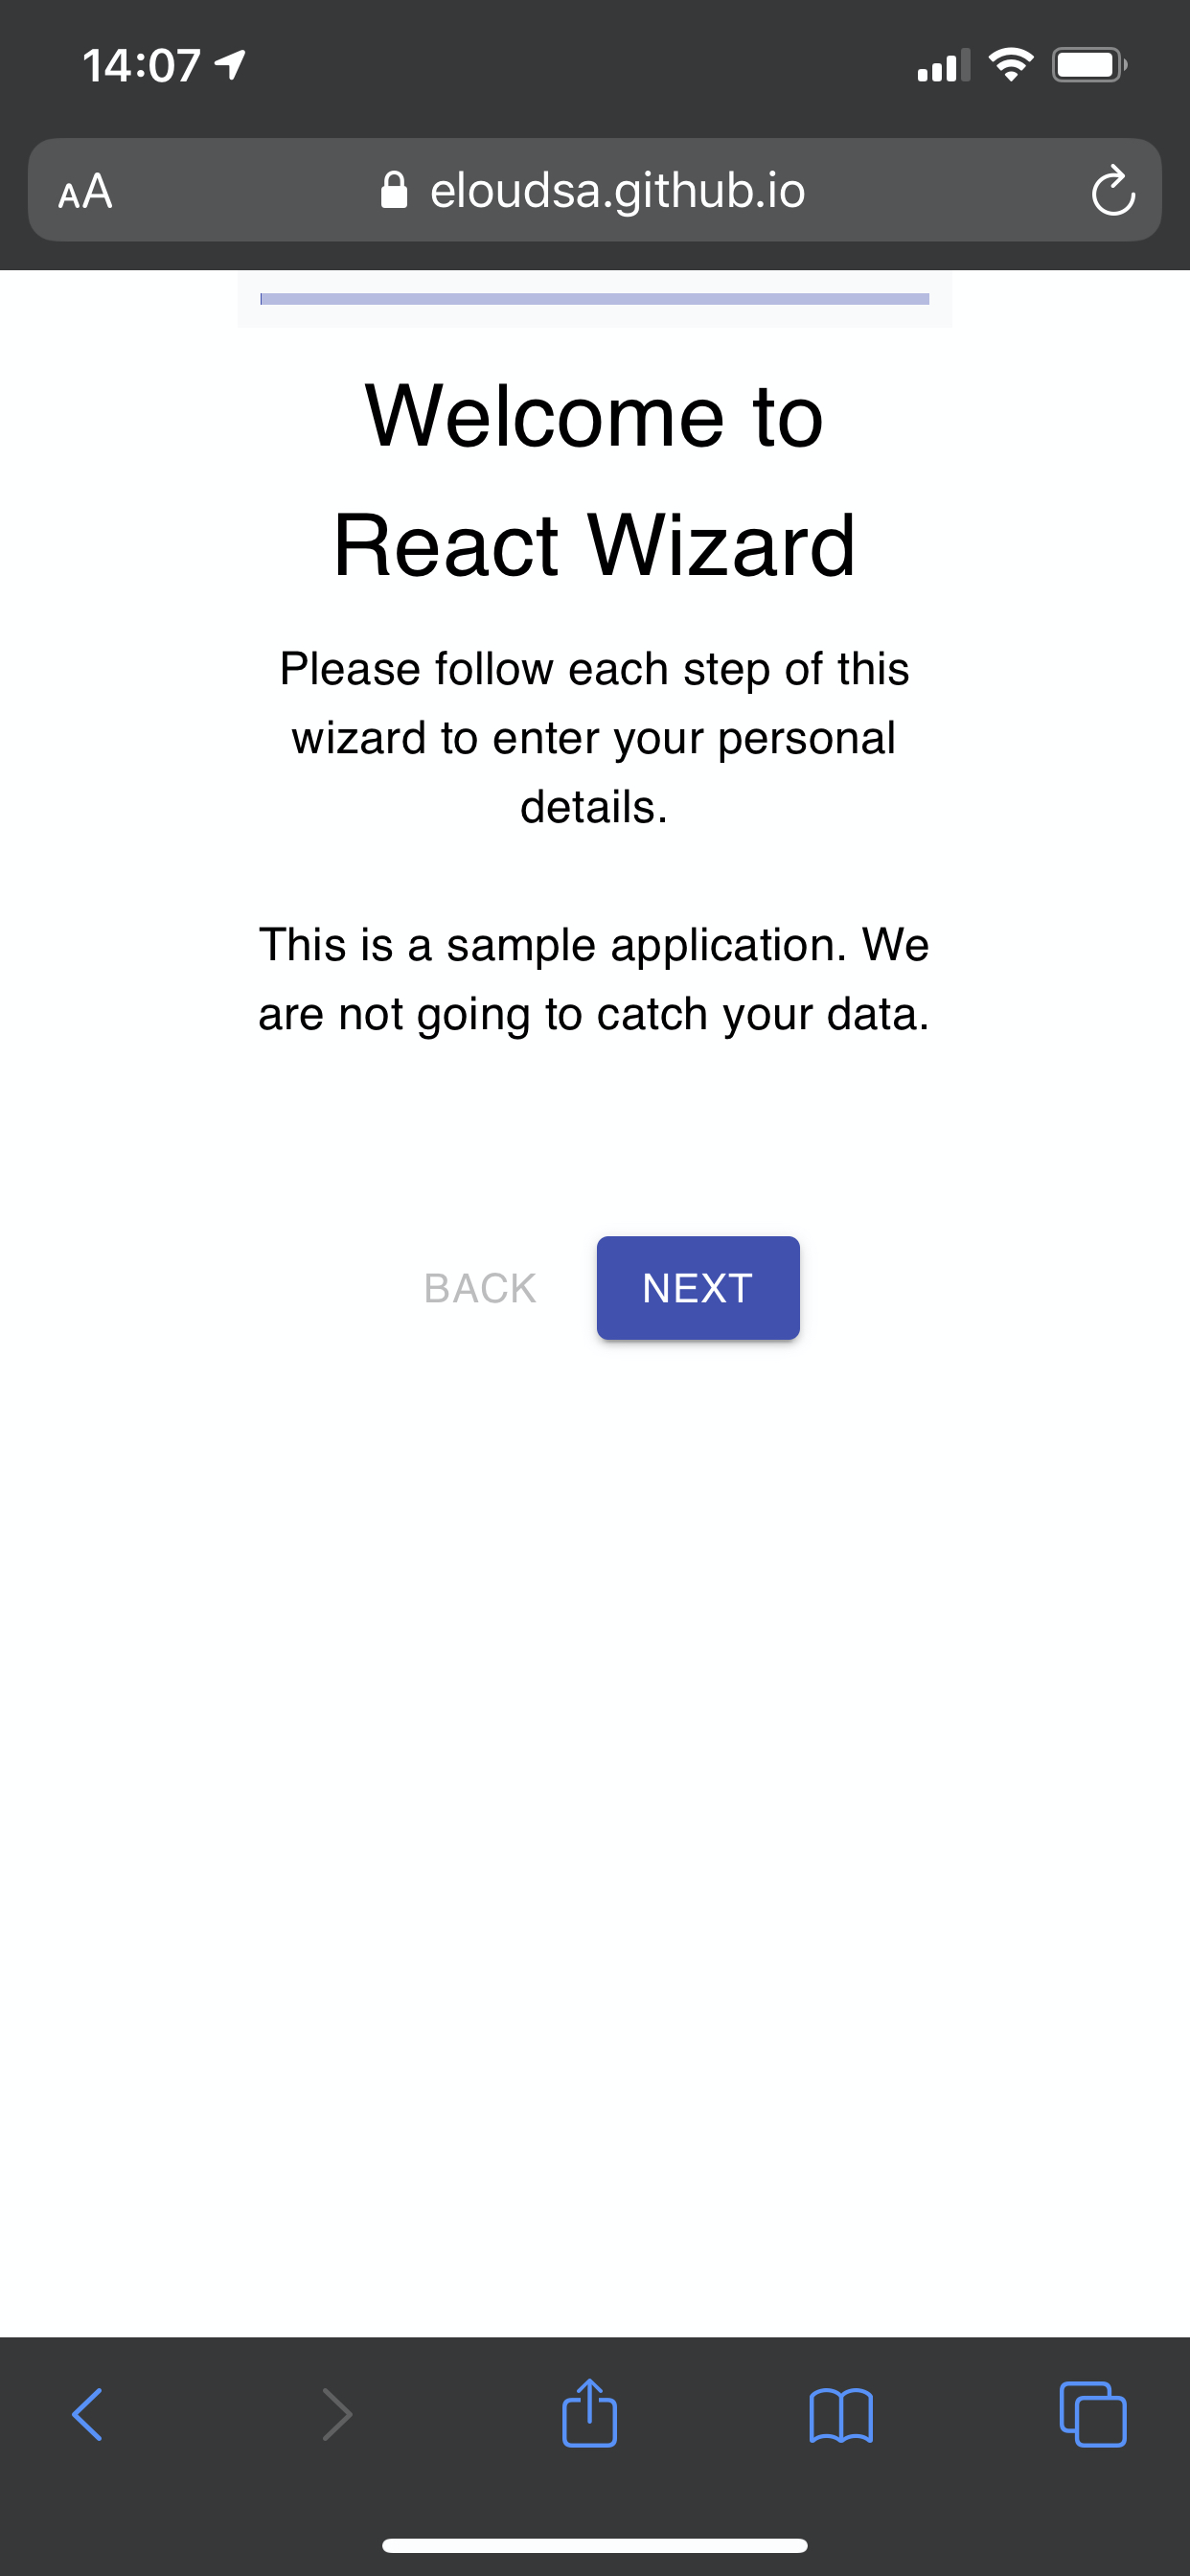 14:07
AA eloudsa.github.io
Welcome to
React Wizard
Please follow each step of this
wizard to enter your personal
details.
This is a sample application. We
are not going to catch your data.
BACK NEXT